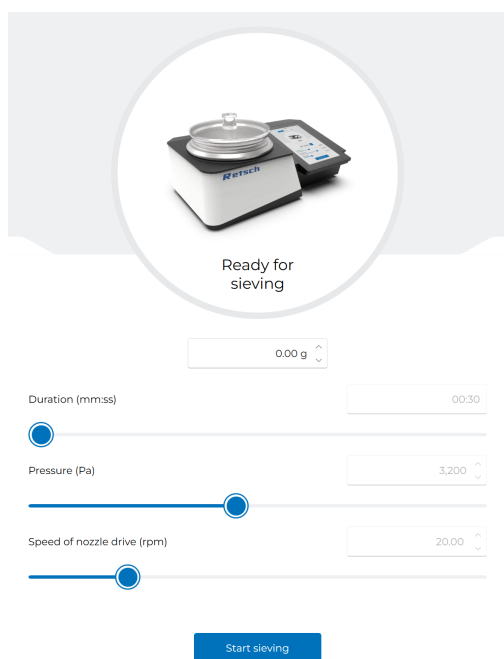 Retsch
Ready for
sieving
0.00 g
Duration (mm:ss)
00:30
Pressure (Pa)
3,200
Speed of nozzle drive (rpm)
20.00
Start sieving